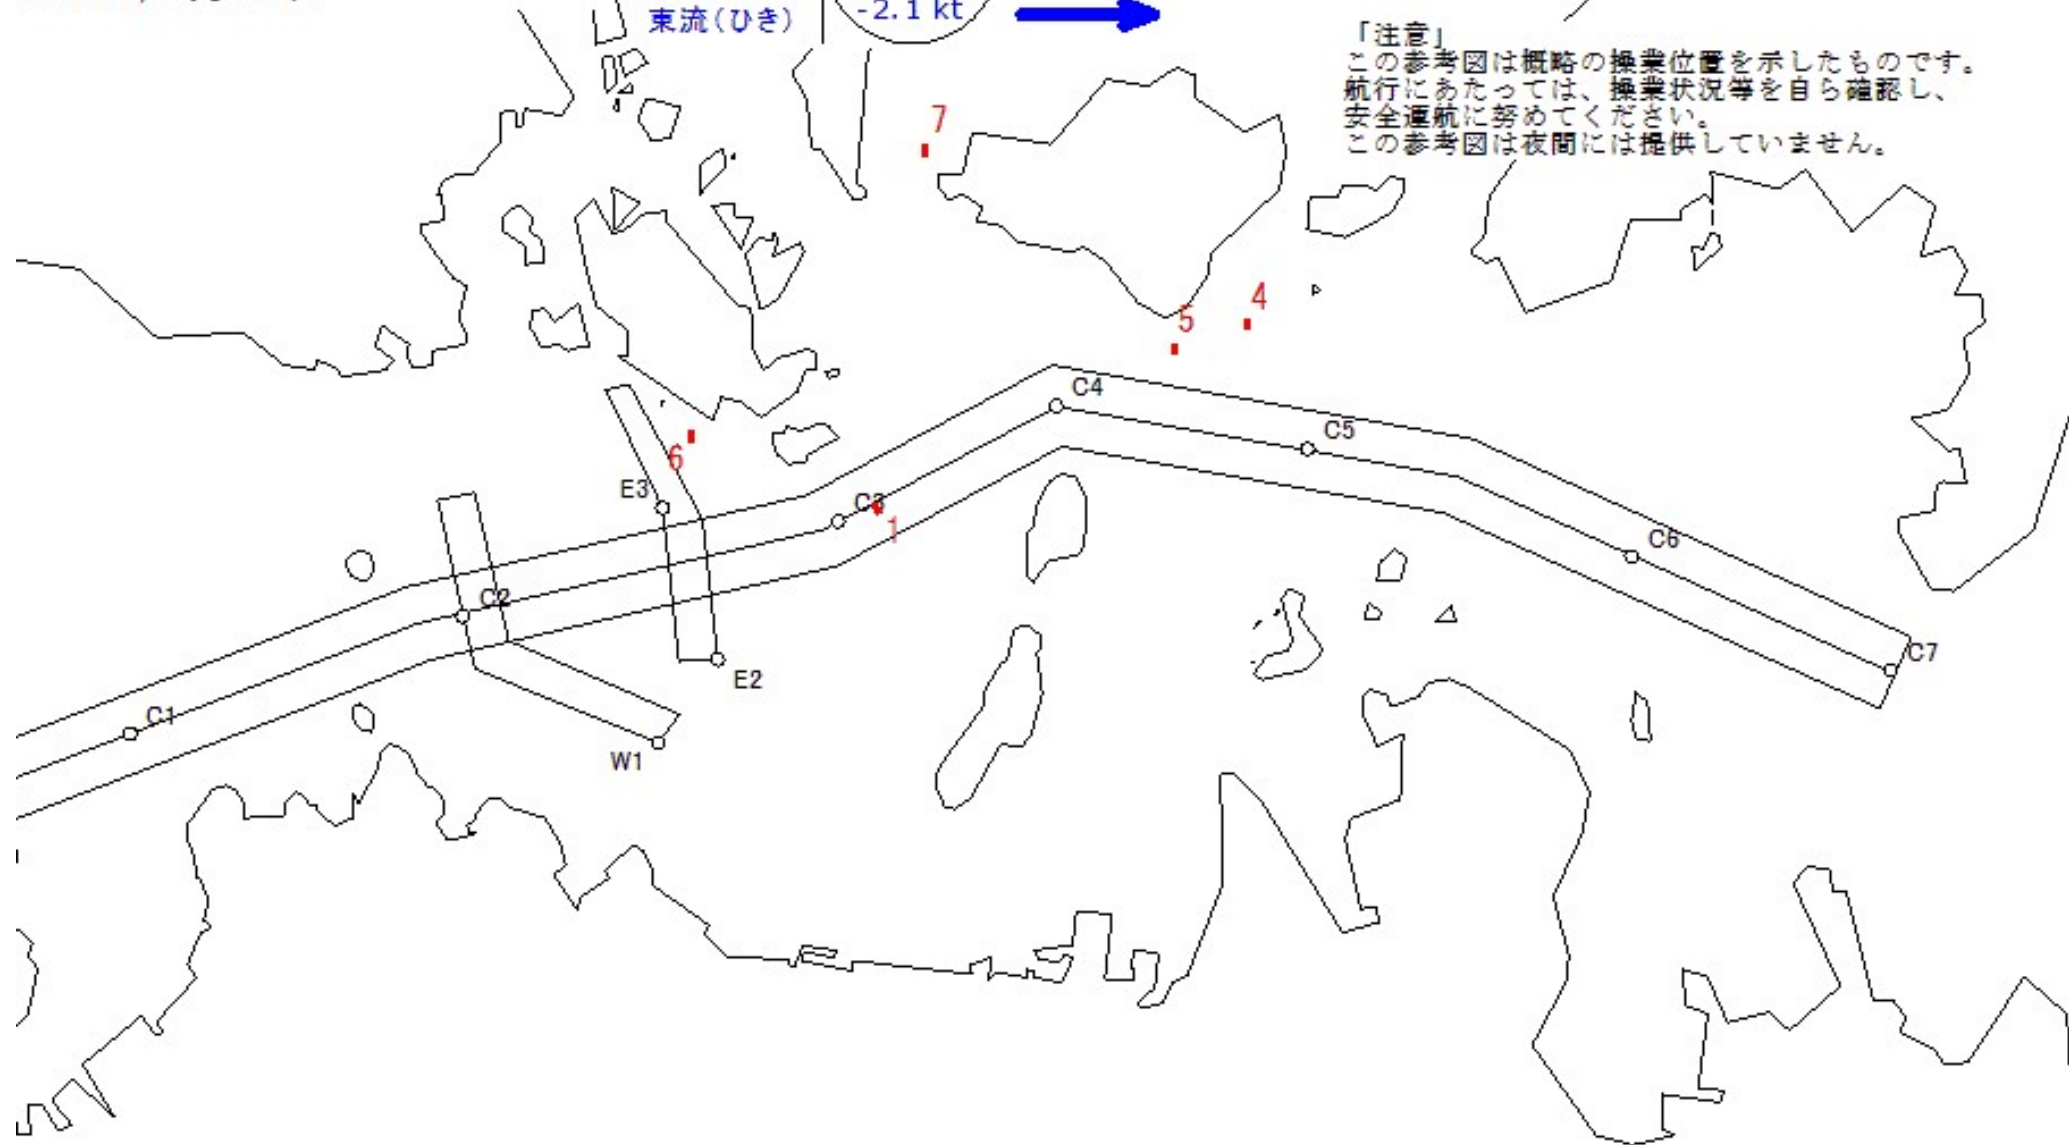 東流(ひき)
-2.1 kt
「注意」
この参考図は概略の操業位置を示したものです。
航行にあたっては、操業状況等を自ら確認し、
安全運航に努めてください。
この参考図は夜間には提供していません。
7
4
5
C4
C5
6
E3
C3
1
C6
C2
C7
E2
C1
W1